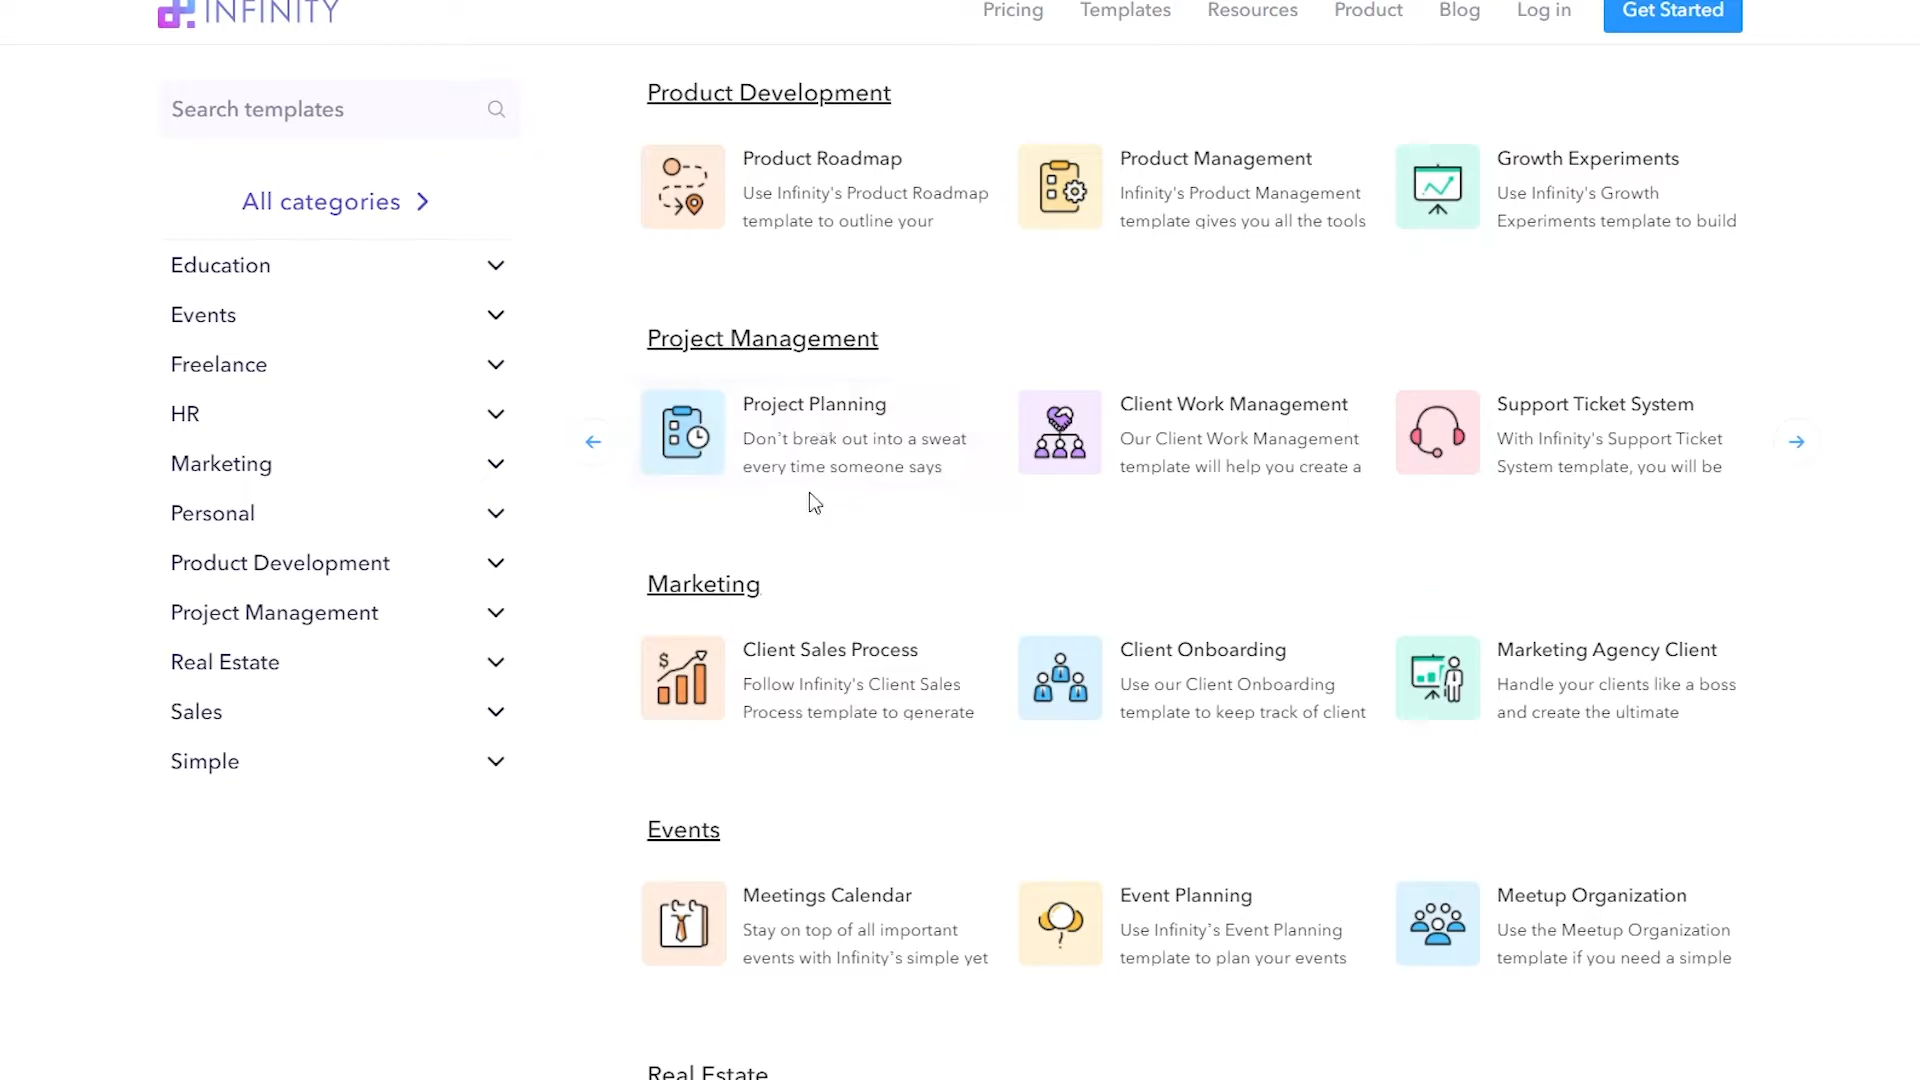 INFINITY
Pricing
Templates
Resources
Product
Blog
Log in
Get Started
Search templates
All categories
Education
Events
Freelance
HR
Marketing
Personal
Product Development
Project Management
Real Estate
Sales
Simple
Product Development
Product Roadmap
Use Infinity's Product Roadmap
template to outline your
Product Management
Infinity's Product Management
template gives you all the tools
Growth Experiments
Use Infinity's Growth
Experiments template to build
Project Management
Project Planning
Don't break out into a sweat
every time someone says
Client Work Management
Our Client Work Management
template will help you create a
Support Ticket System
With Infinity's Support Ticket
System template, you will be
Marketing
Client Sales Process
Follow Infinity's Client Sales
Process template to generate
Client Onboarding
Use our Client Onboarding
template to keep track of client
Marketing Agency Client
Handle your clients like a boss
and create the ultimate
Events
Meetings Calendar
Stay on top of all important
events with Infinity's simple yet
Event Planning
Use Infinity's Event Planning
template to plan your events
Meetup Organization
Use the Meetup Organization
template if you need a simple
Real Estate